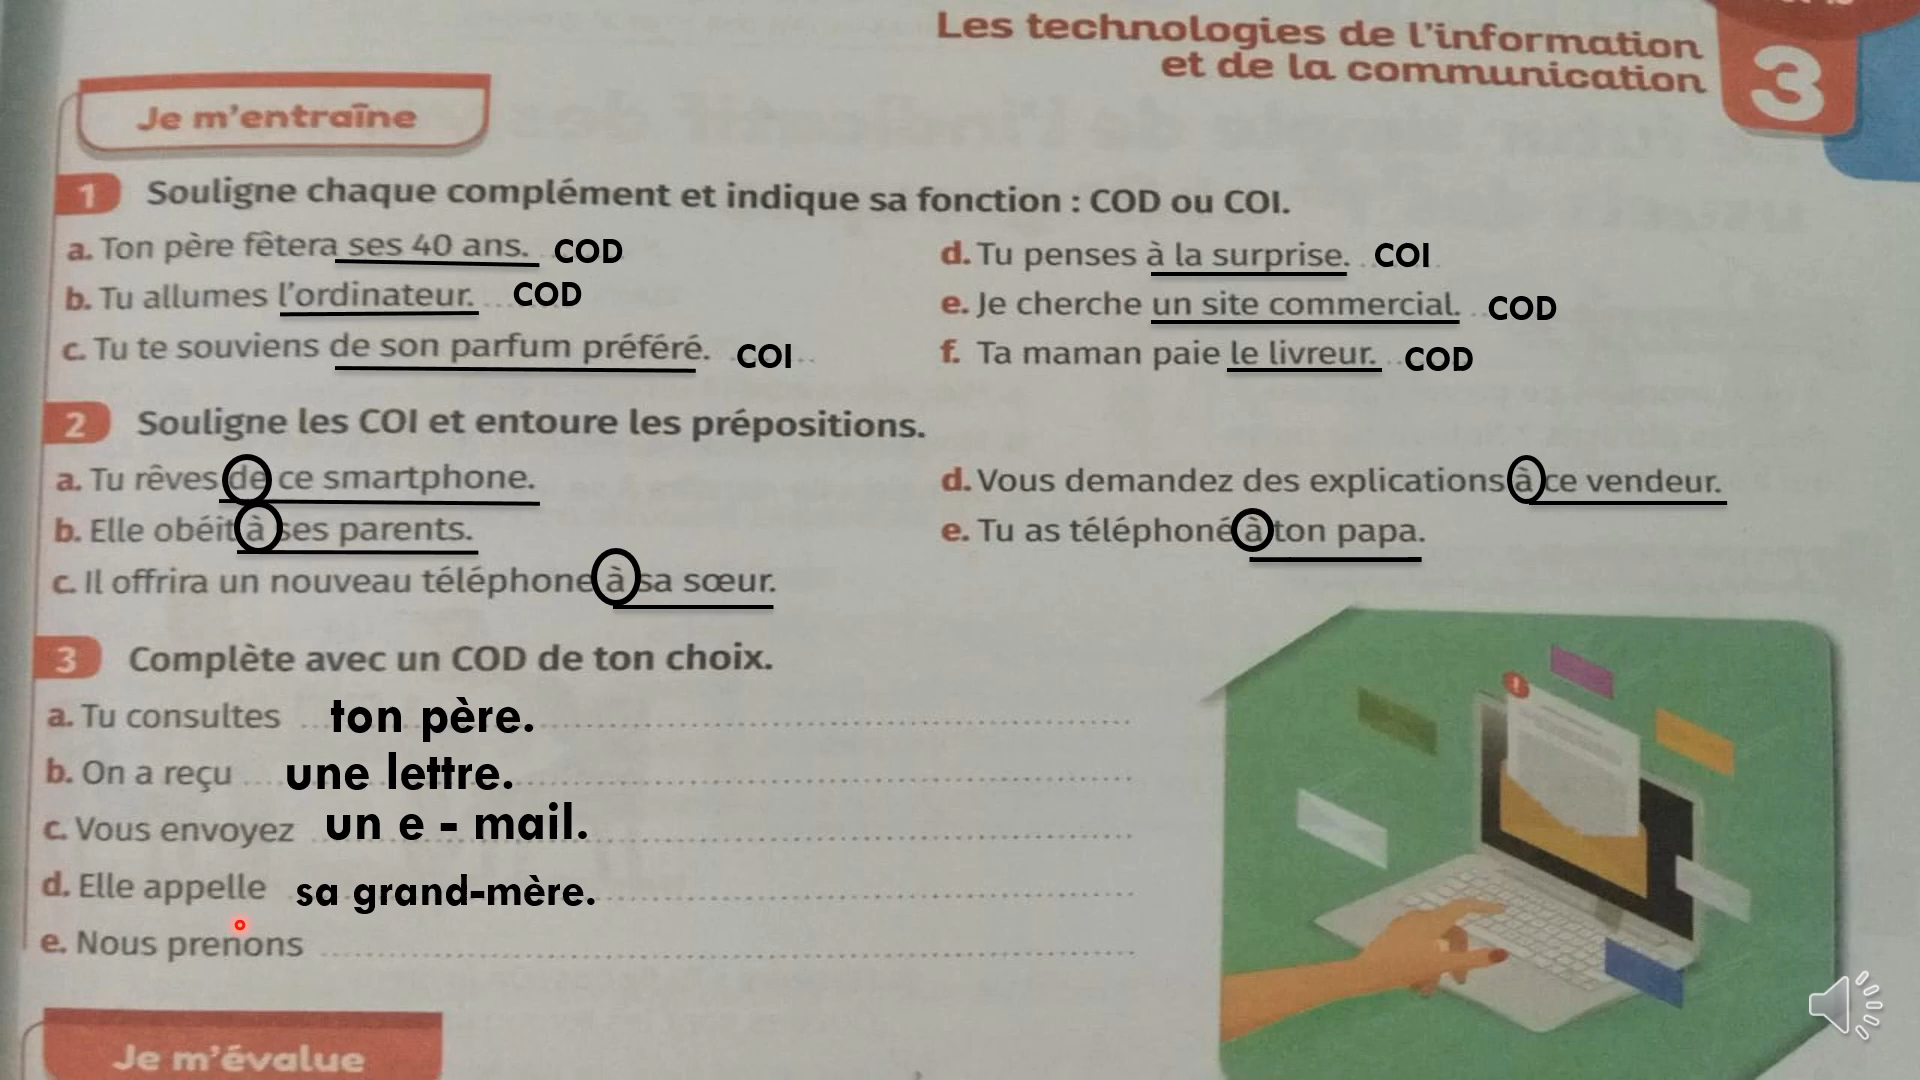 Les technologies de l'information
et de la communication
3
Je m'entraîne
1 Souligne chaque complément et indique sa fonction : COD ou COI.
a. Ton père fêtera ses 40 ans. COD
b. Tu allumes l'ordinateur. COD
c. Tu te souviens de son parfum préféré. COI
d. Tu penses à la surprise. COI
e. Je cherche un site commercial. COD
f. Ta maman paie le livreur. COD
2 Souligne les COI et entoure les prépositions.
a. Tu rêves de ce smartphone.
b. Elle obéit à ses parents.
c. Il offrira un nouveau téléphone à sa sœur.
d. Vous demandez des explications à ce vendeur.
e. Tu as téléphoné à ton papa.
3 Complète avec un COD de ton choix.
a. Tu consultes ton père.
b. On a reçu une lettre.
c. Vous envoyez un e - mail.
d. Elle appelle sa grand-mère.
e. Nous prenons
Je m'évalue